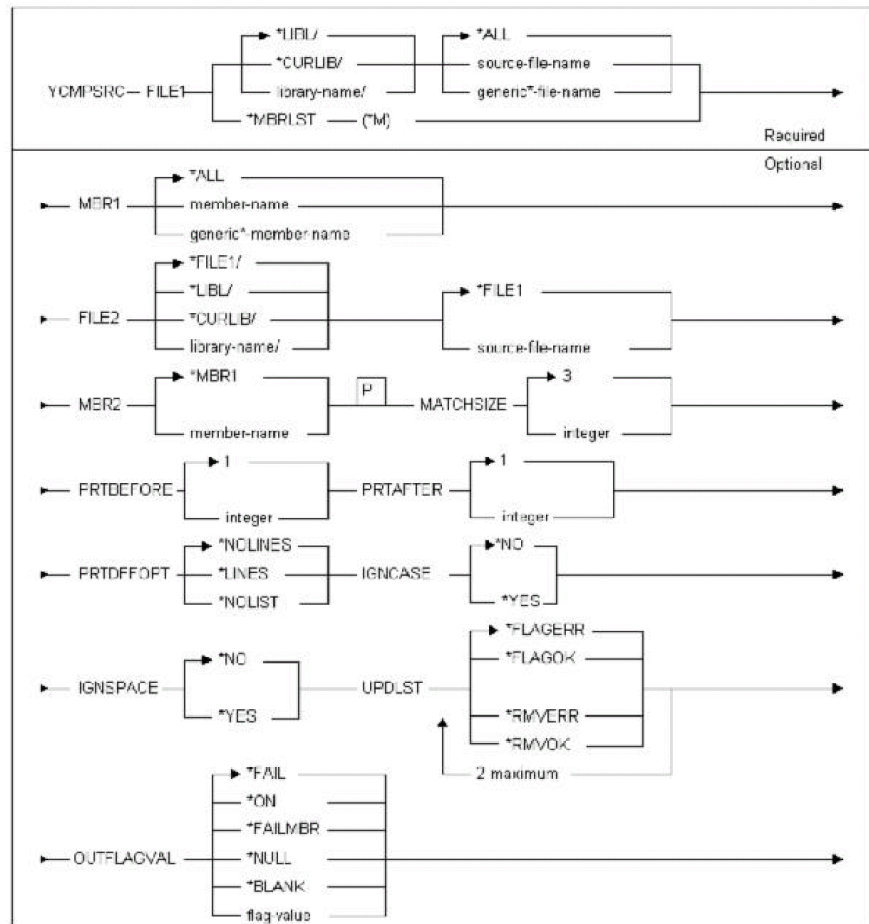 *LIBL/ *ALL
*CURLIB/ source-file-name
YCMPSRC FILE1 library-name/ generic*-file-name
*MBRLST (*M)
Required
Optional
*ALL
MBR1 member-name
generic*-member-name
*FILE1/
*LIBL/ *FILE1
FILE2 *CURLIB/
library-name/ source-file-name
*MBR1 P 3
MBR2 MATCHSIZE
member-name integer
1 1
PRTBEFORE PRTAFTER
integer integer
*NOLINES *NO
PRTDFFOPT *LINES IGNCASE
*NOLIST *YES
*FLAGERR
*NO *FLAGOK
IGNSPACE UPDLST
*YES *RMVERR
*RMVOK
2 maximum
*FAIL
*ON
*FAILMBR
OUTFLAGVAL *NULL
*BLANK
flag-value